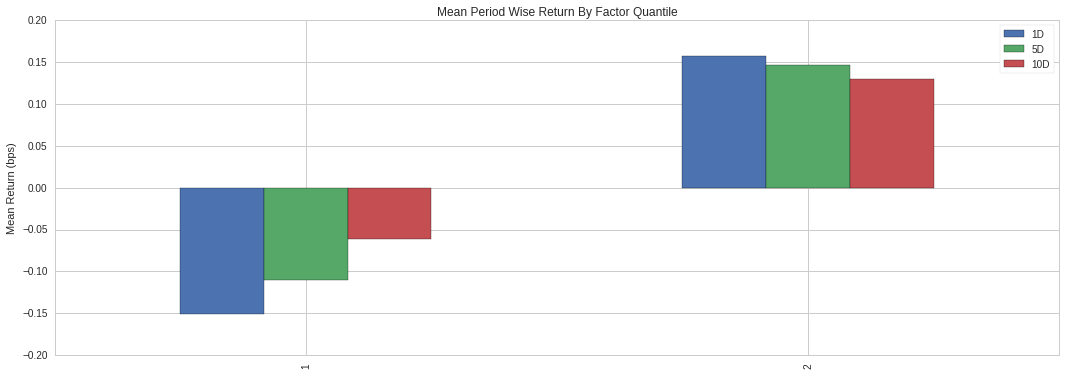 Mean Period Wise Return By Factor Quantile
0.20
0.15
0.10
0.05
0.00
−0.05
−0.10
−0.15
−0.20
Mean Return (bps)
1D
5D
10D
1
2